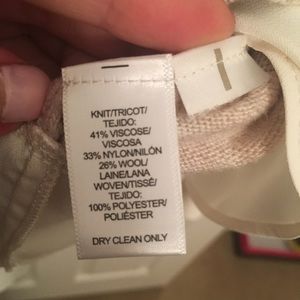 KNIT/TRICOT/
TEJIDO:
41% VISCOSE/
VISCOSA
33% NYLON/NILÓN
26% WOOL/
LAINE/LANA
WOVEN/TISSÉ/
TEJIDO:
100% POLYESTER/
POLIÉSTER
DRY CLEAN ONLY